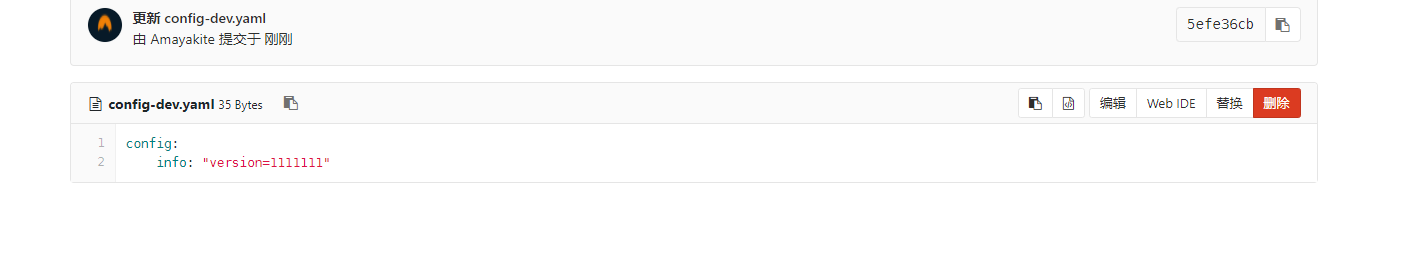 更新 config-dev.yaml
由 Amayakite 提交于 刚刚
5efe36cb
config-dev.yaml 35 Bytes
编辑 Web IDE 替换 删除
1 config:
2 info: "version=1111111"